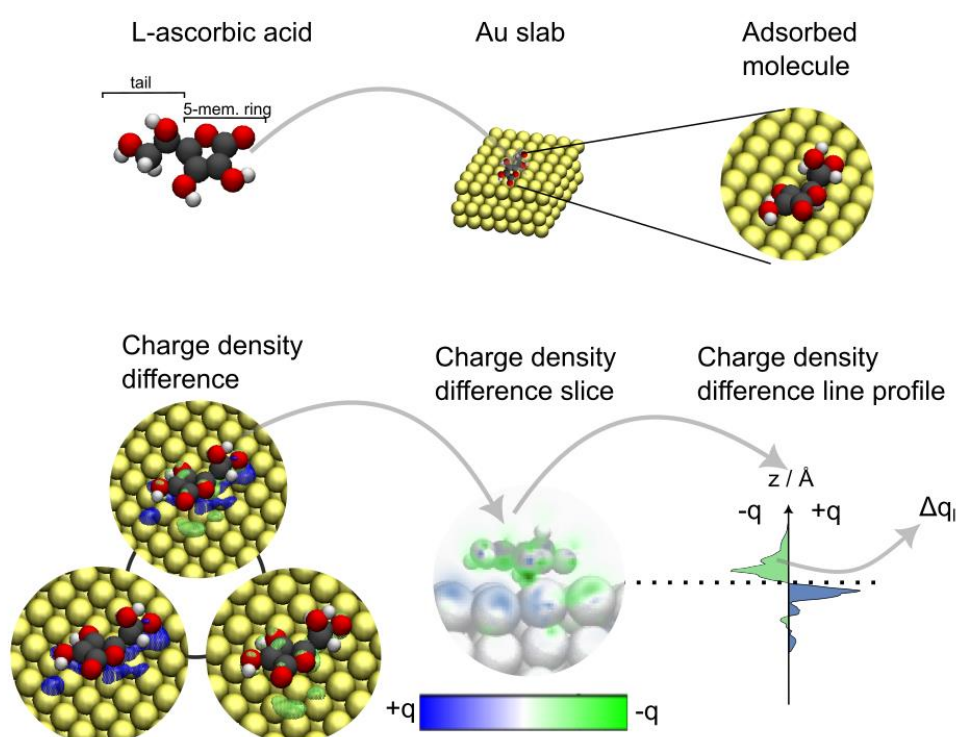 L-ascorbic acid
Au slab
Adsorbed
molecule
tail
5-mem. ring
Charge density
difference
Charge density
difference slice
Charge density
difference line profile
z / Å
-q
+q
Δqₗ
+q
-q